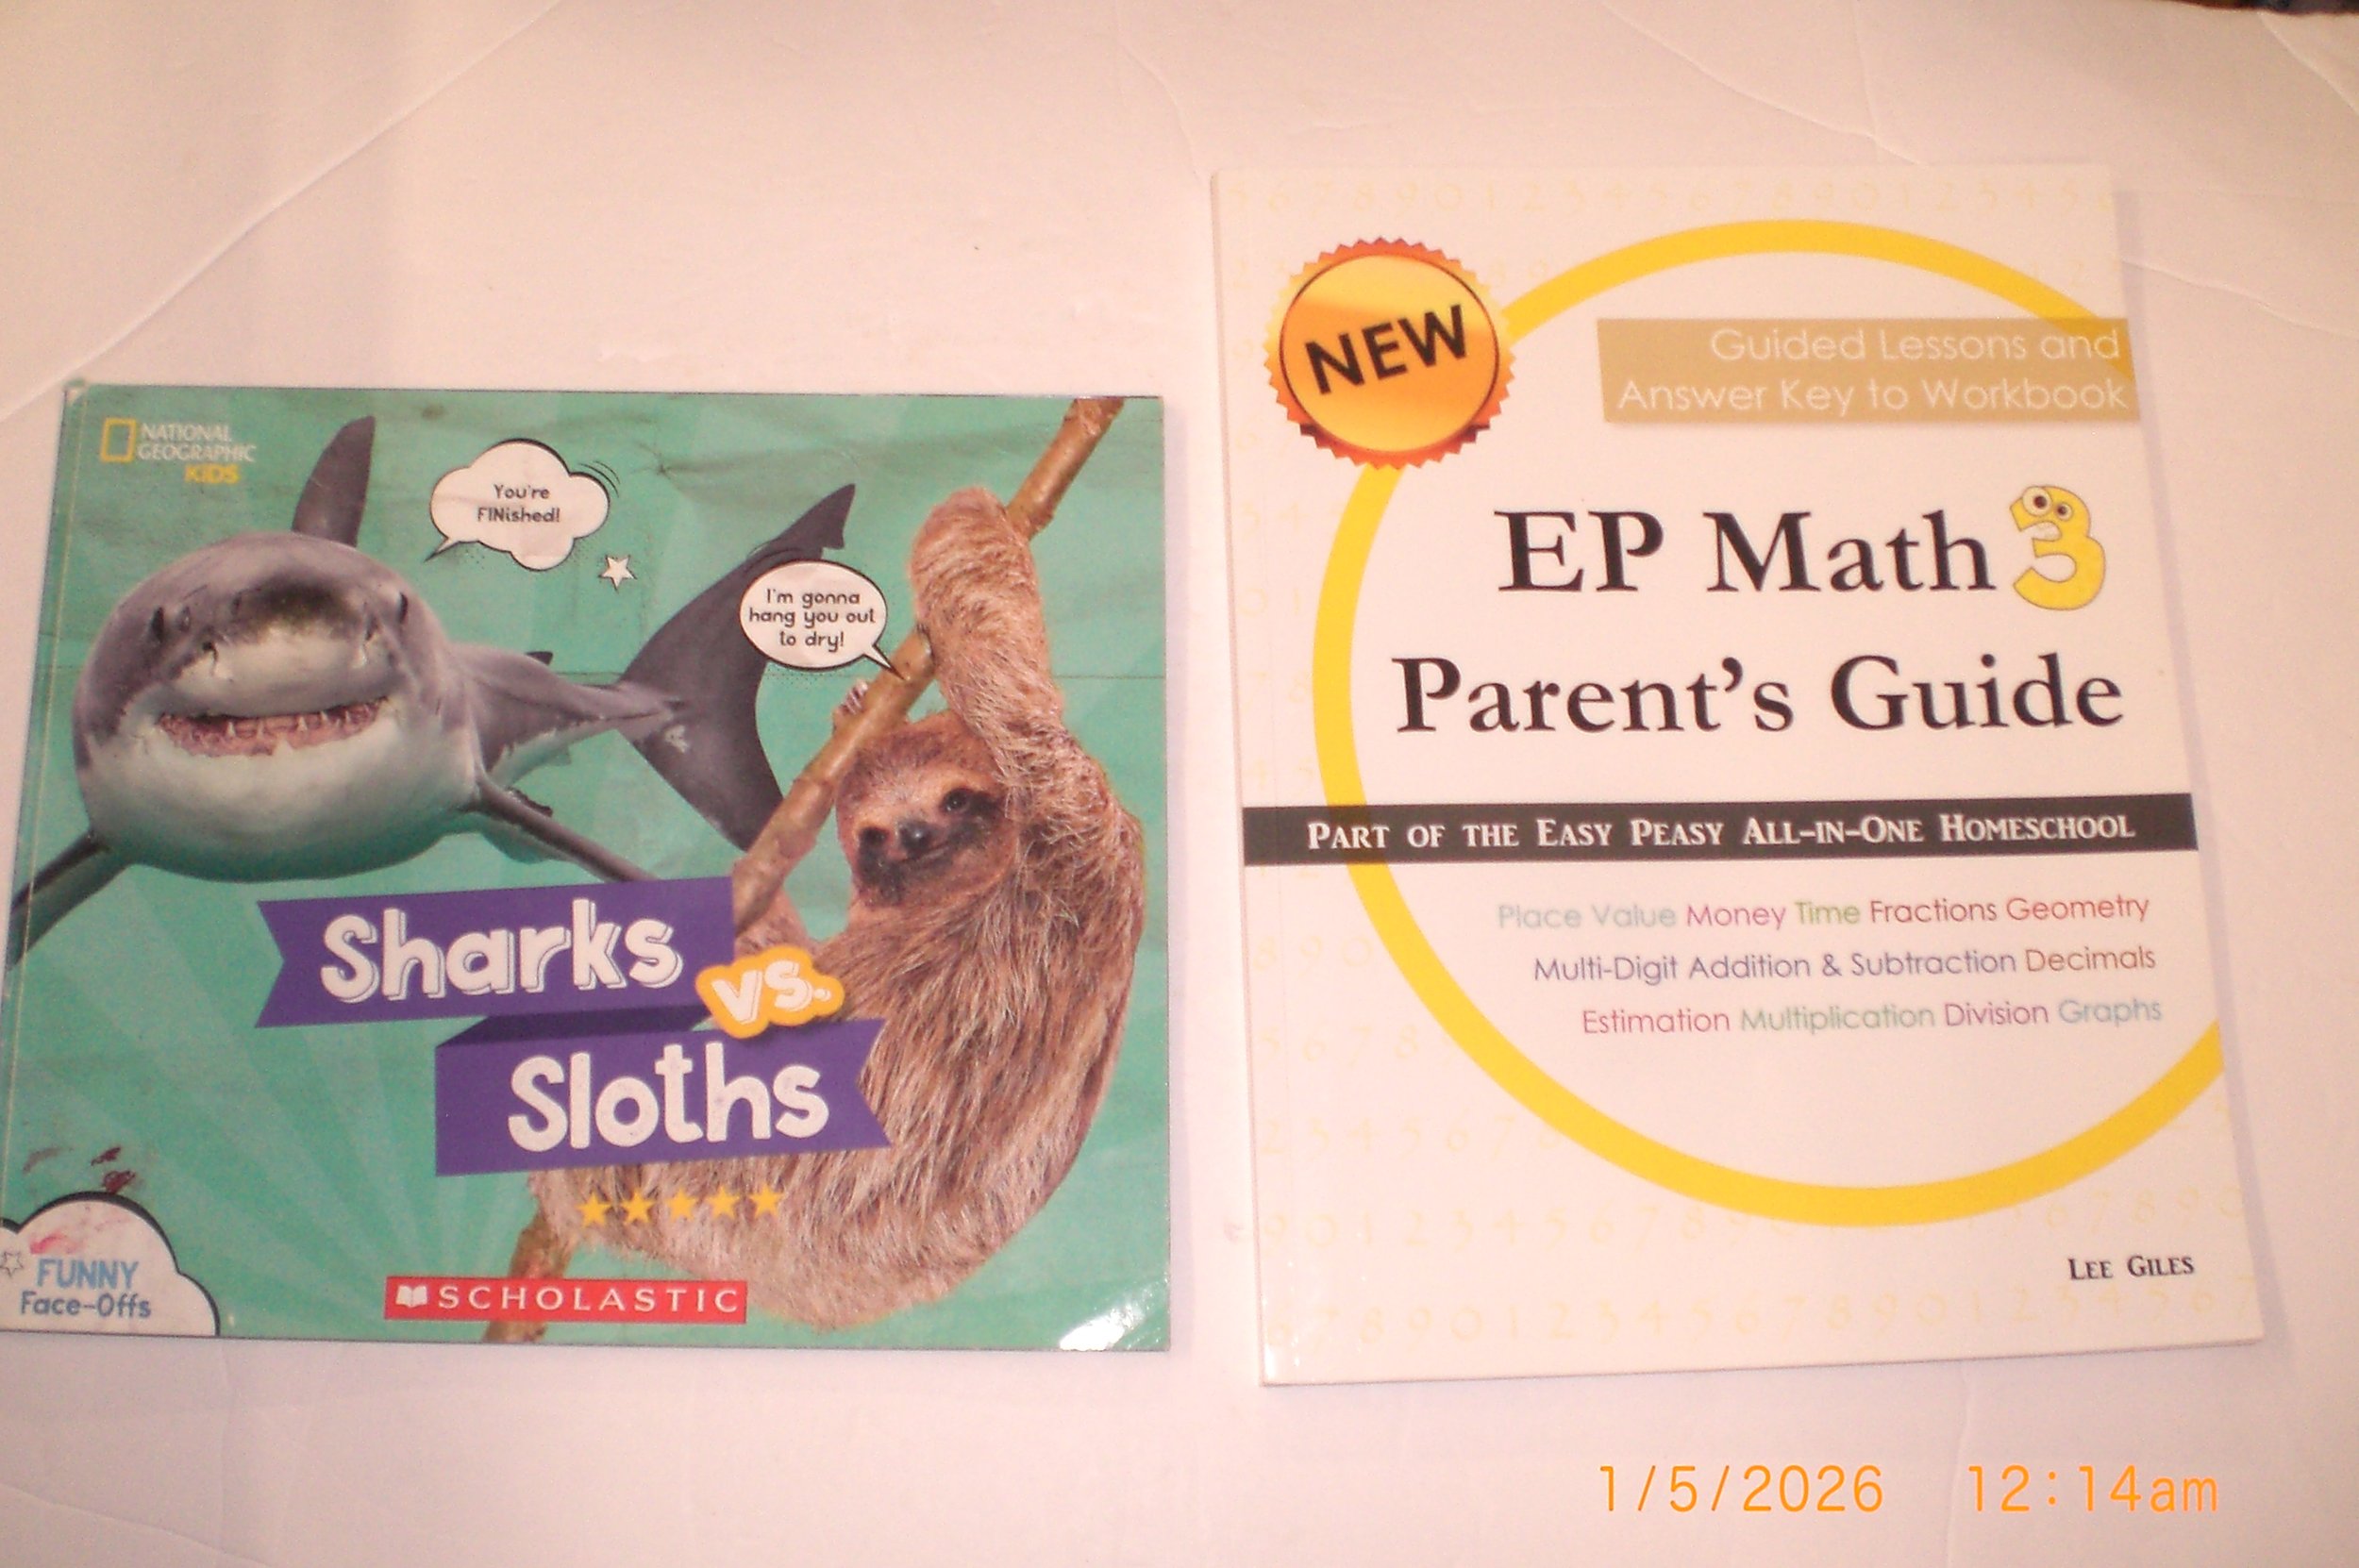 NATIONAL
GEOGRAPHIC
KiDS
You're
FINished!
I'm gonna
hang you out
to dry!
Sharks
vs.
Sloths
FUNNY
Face-Offs
SCHOLASTIC
NEW
Guided Lessons and
Answer Key to Workbook
EP Math 3
Parent's Guide
PART OF THE EASY PEASY ALL-IN-ONE HOMESCHOOL
Place Value Money Time Fractions Geometry
Multi-Digit Addition & Subtraction Decimals
Estimation Multiplication Division Graphs
LEE GILES
1/5/2026 12:14am